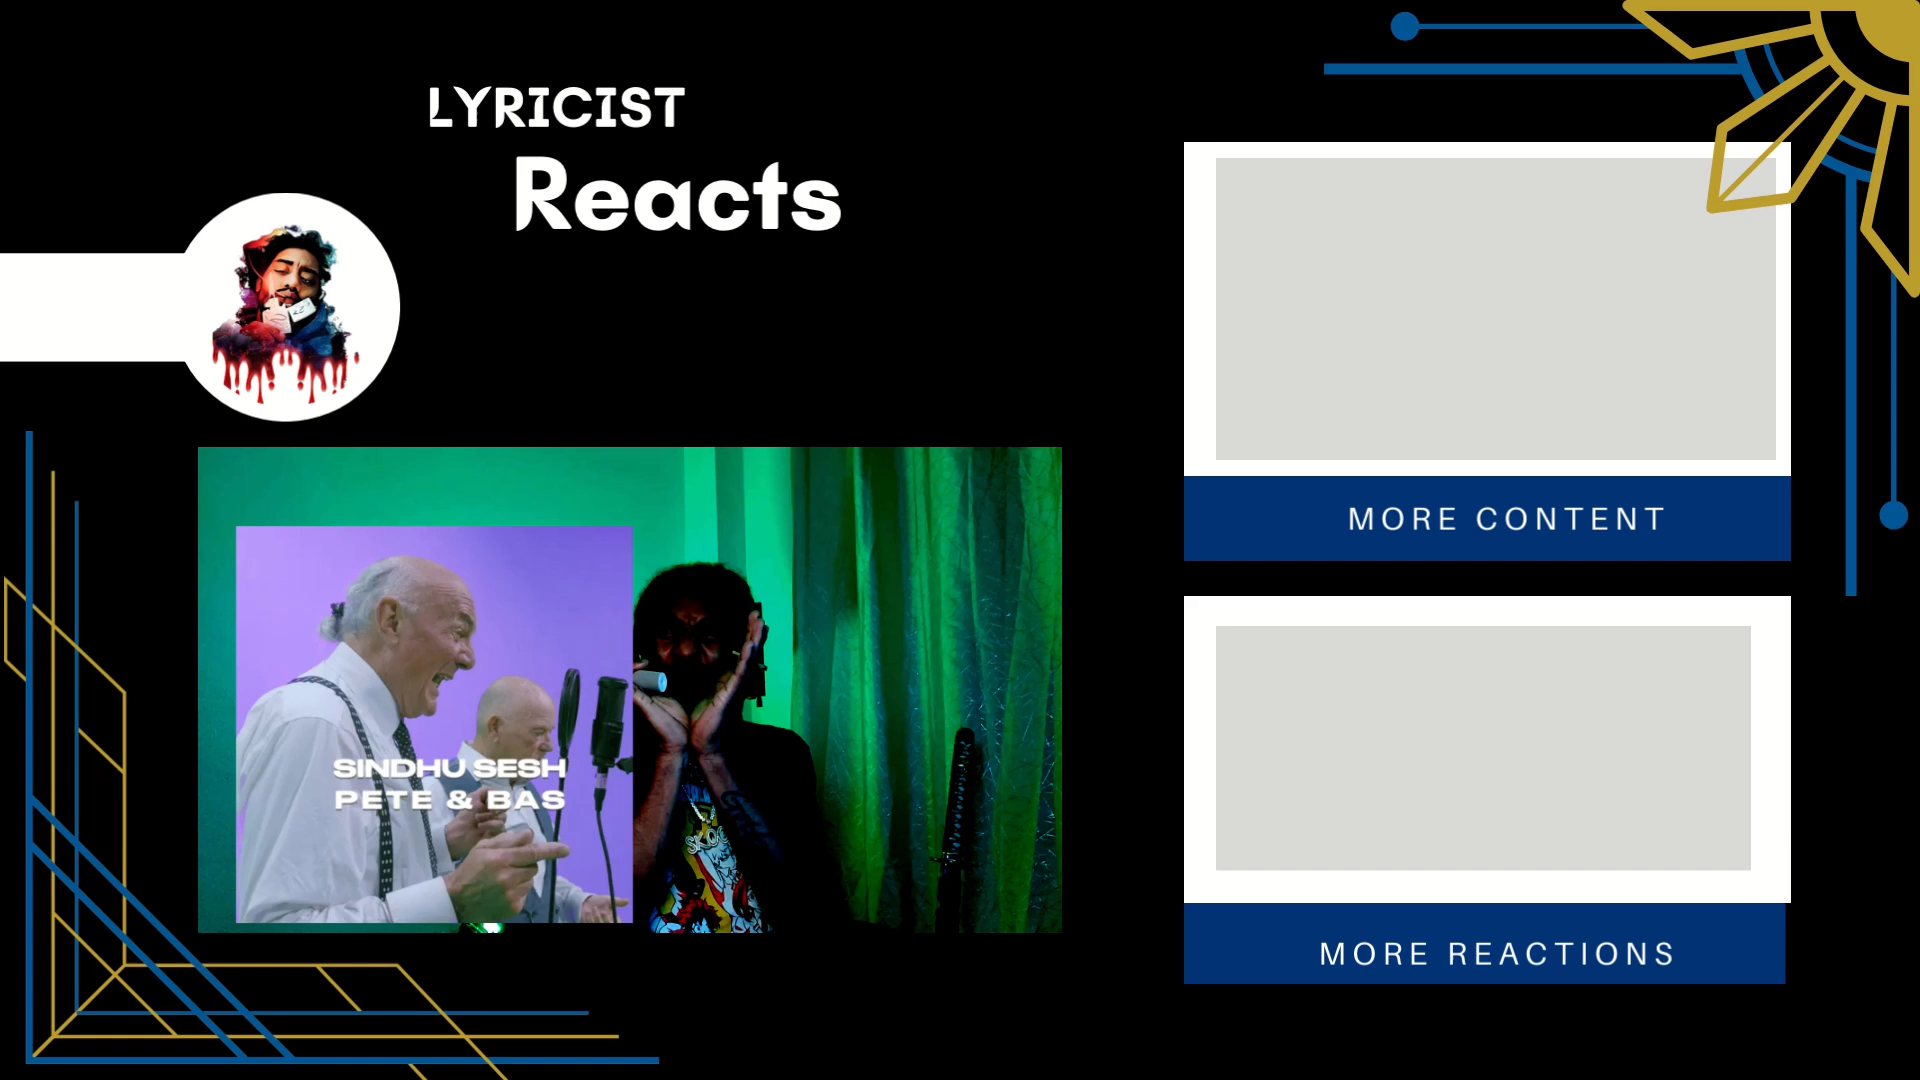 LYRICIST
Reacts
SINDHU SESH
PETE & BAS
MORE CONTENT
MORE REACTIONS